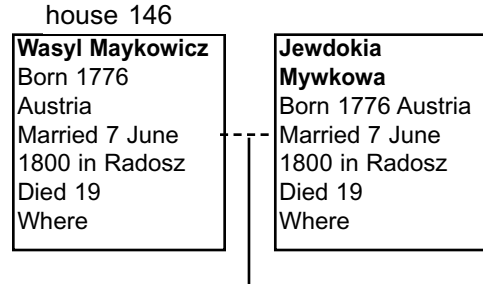 house 146
Wasyl Maykowicz
Born 1776
Austria
Married 7 June
1800 in Radosz
Died 19
Where
Jewdokia
Mywkowa
Born 1776 Austria
Married 7 June
1800 in Radosz
Died 19
Where